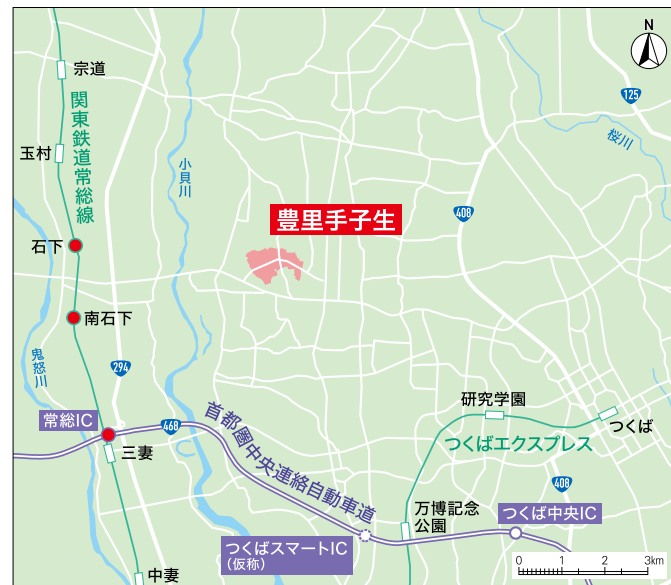 N
宗道
125
関東鉄道常総線
玉村
桜川
小貝川
豊里手子生
408
石下
南石下
鬼怒川
294
研究学園
常総IC
468
首都圏中央連絡自動車道
つくば
つくばエクスプレス
三妻
408
万博記念
公園
つくば中央IC
つくばスマートIC
(仮称)
中妻
0 1 2 3km